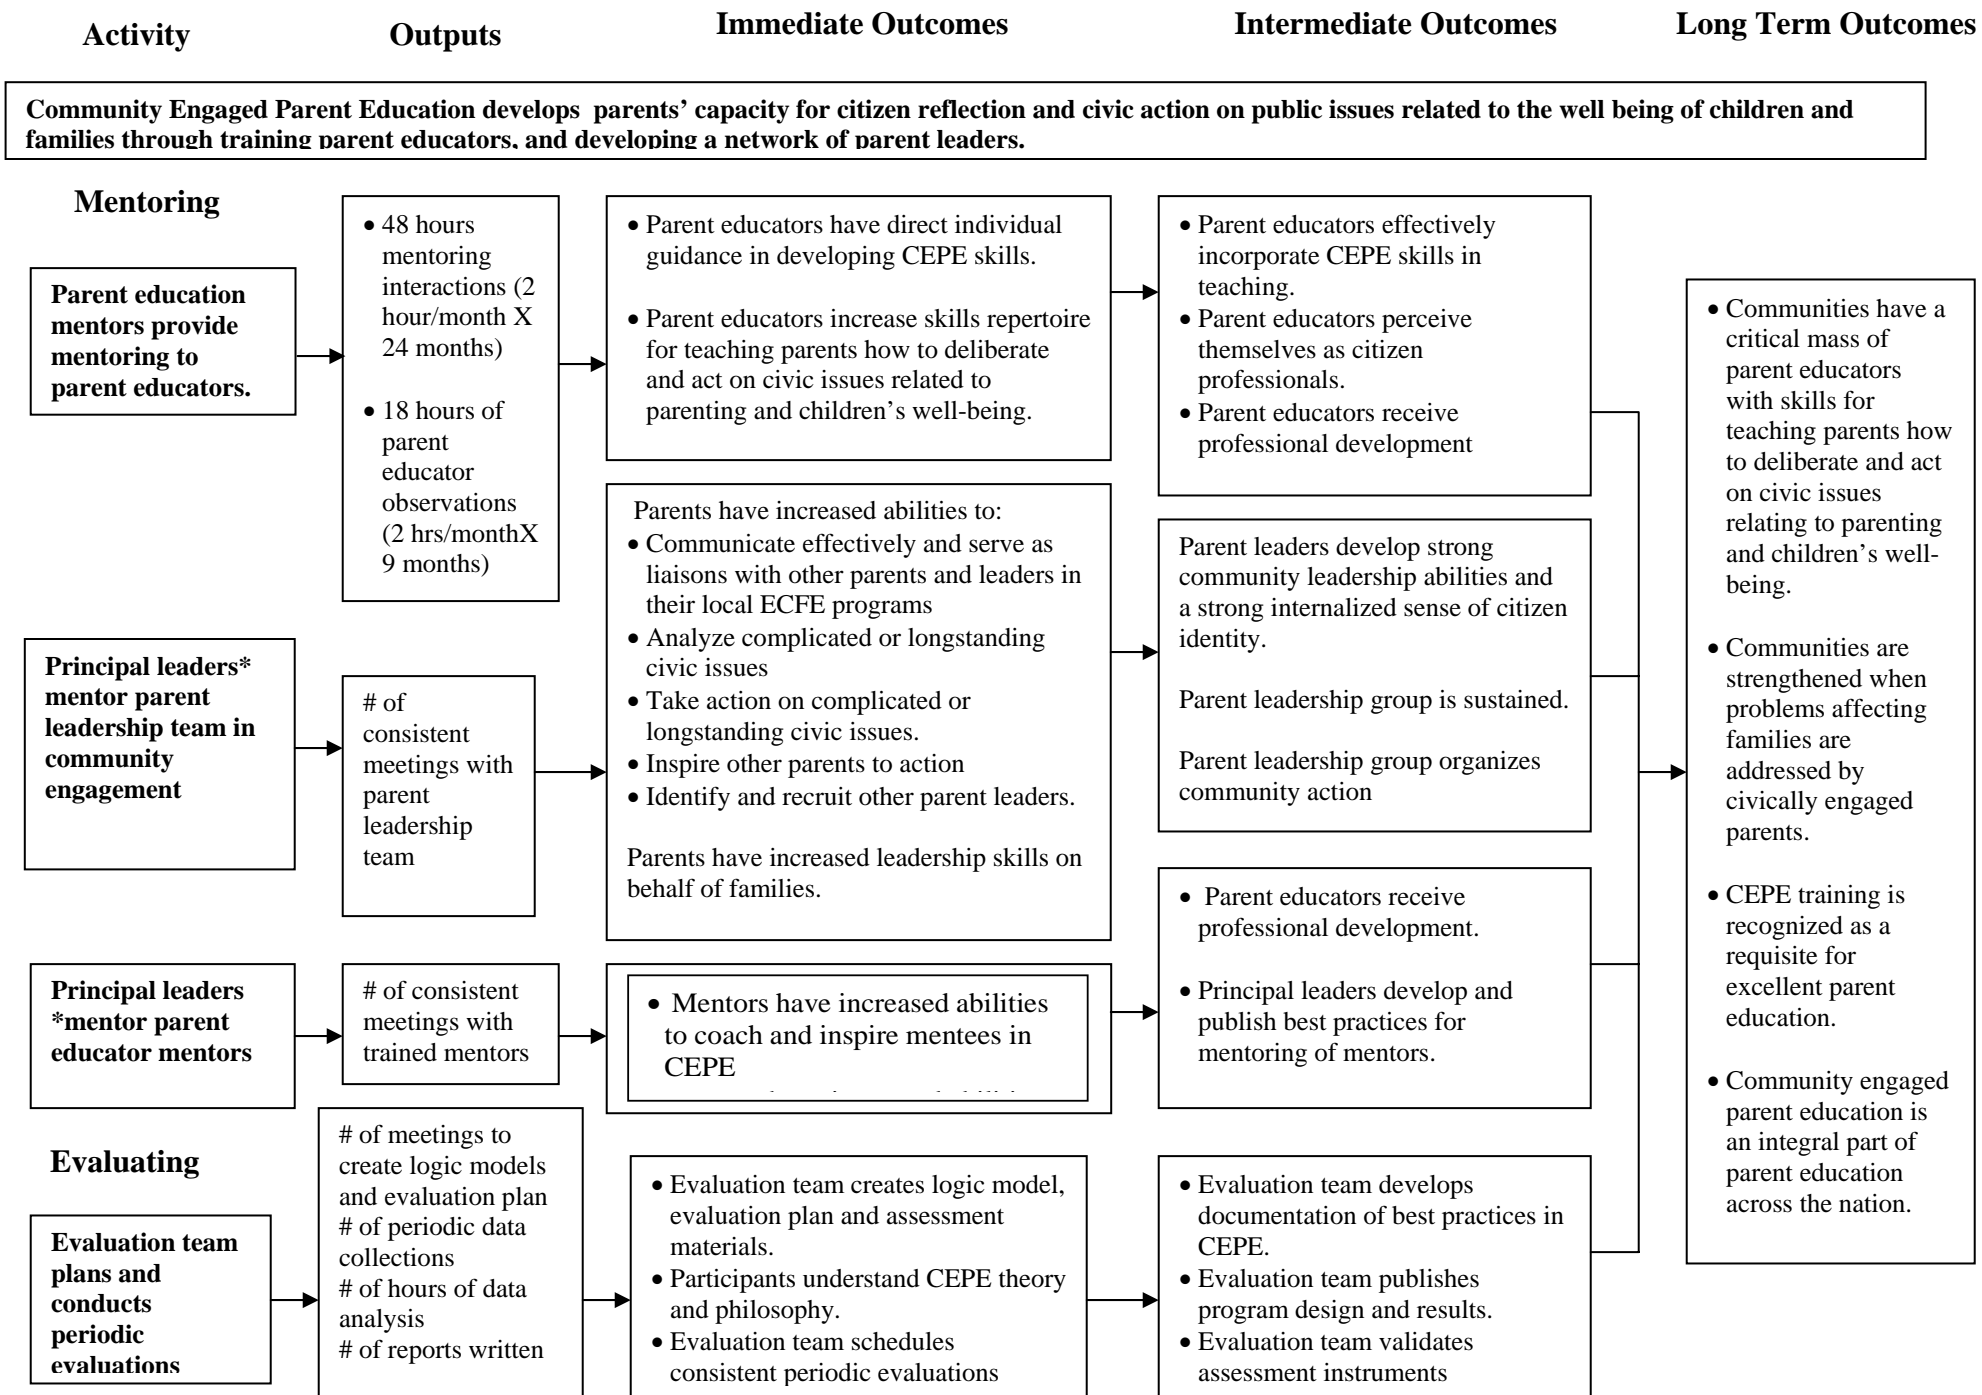 Activity
Outputs
Immediate Outcomes
Intermediate Outcomes
Long Term Outcomes
Community Engaged Parent Education develops  parents’ capacity for citizen reflection and civic action on public issues related to the well being of children and
families through training parent educators, and developing a network of parent leaders.
Mentoring
Parent education
mentors provide
mentoring to
parent educators.
• 48 hours
mentoring
interactions (2
hour/month X
24 months)
• 18 hours of
parent
educator
observations
(2 hrs/monthX
9 months)
• Parent educators have direct individual
guidance in developing CEPE skills.
• Parent educators increase skills repertoire
for teaching parents how to deliberate
and act on civic issues related to
parenting and children’s well-being.
• Parent educators effectively
incorporate CEPE skills in
teaching.
• Parent educators perceive
themselves as citizen
professionals.
• Parent educators receive
professional development
Principal leaders*
mentor parent
leadership team in
community
engagement
# of
consistent
meetings with
parent
leadership
team
Parents have increased abilities to:
• Communicate effectively and serve as
liaisons with other parents and leaders in
their local ECFE programs
• Analyze complicated or longstanding
civic issues
• Take action on complicated or
longstanding civic issues.
• Inspire other parents to action
• Identify and recruit other parent leaders.
Parents have increased leadership skills on
behalf of families.
Parent leaders develop strong
community leadership abilities and
a strong internalized sense of citizen
identity.
Parent leadership group is sustained.
Parent leadership group organizes
community action
Principal leaders
*mentor parent
educator mentors
# of consistent
meetings with
trained mentors
• Mentors have increased abilities
to coach and inspire mentees in
CEPE
• Parent educators receive
professional development.
• Principal leaders develop and
publish best practices for
mentoring of mentors.
Evaluating
Evaluation team
plans and
conducts
periodic
evaluations
# of meetings to
create logic models
and evaluation plan
# of periodic data
collections
# of hours of data
analysis
# of reports written
• Evaluation team creates logic model,
evaluation plan and assessment
materials.
• Participants understand CEPE theory
and philosophy.
• Evaluation team schedules
consistent periodic evaluations
• Evaluation team develops
documentation of best practices in
CEPE.
• Evaluation team publishes
program design and results.
• Evaluation team validates
assessment instruments
• Communities have a
critical mass of
parent educators
with skills for
teaching parents how
to deliberate and act
on civic issues
relating to parenting
and children’s well-
being.
• Communities are
strengthened when
problems affecting
families are
addressed by
civically engaged
parents.
• CEPE training is
recognized as a
requisite for
excellent parent
education.
• Community engaged
parent education is
an integral part of
parent education
across the nation.